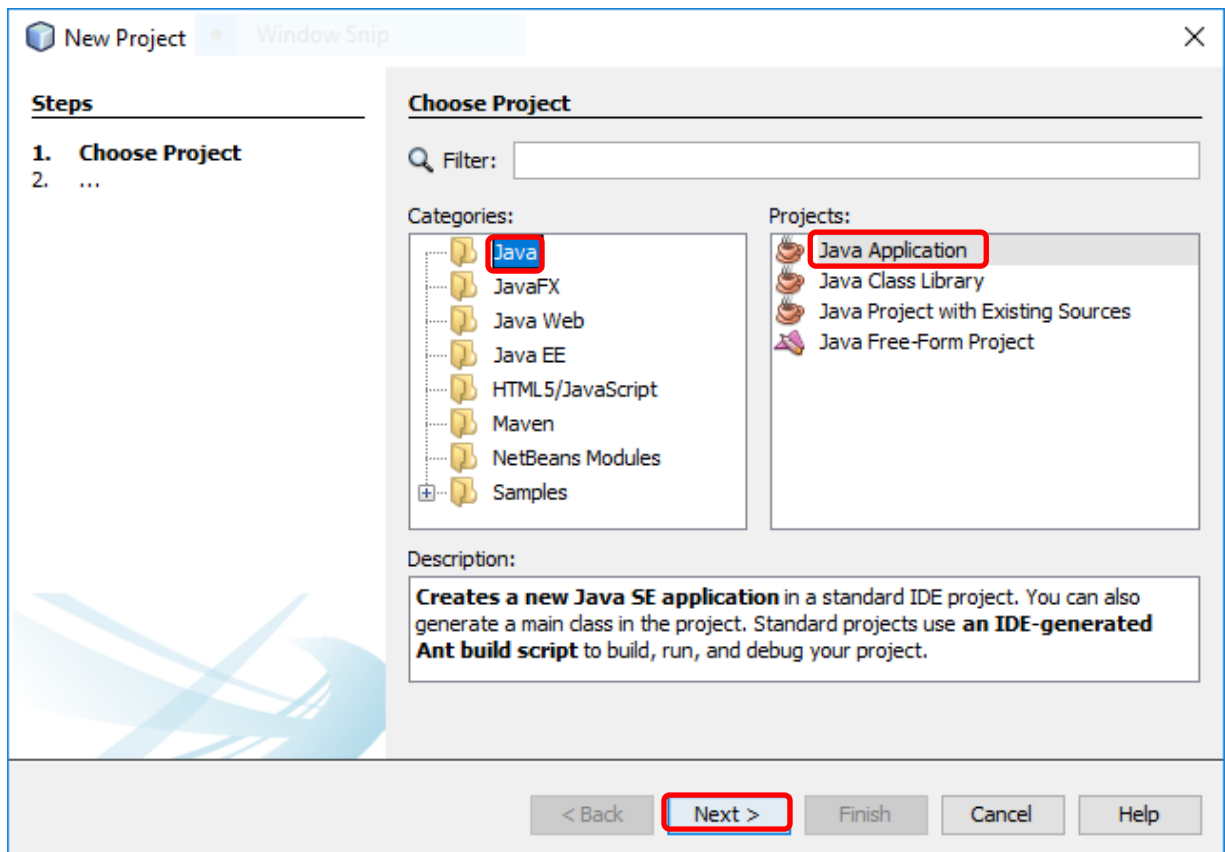 New Project
Window Snip
Steps
1. Choose Project
2. ...
Choose Project
Filter:
Categories:
Java
JavaFX
Java Web
Java EE
HTML5/JavaScript
Maven
NetBeans Modules
Samples
Projects:
Java Application
Java Class Library
Java Project with Existing Sources
Java Free-Form Project
Description:
Creates a new Java SE application in a standard IDE project. You can also
generate a main class in the project. Standard projects use an IDE-generated
Ant build script to build, run, and debug your project.
< Back
Next >
Finish
Cancel
Help